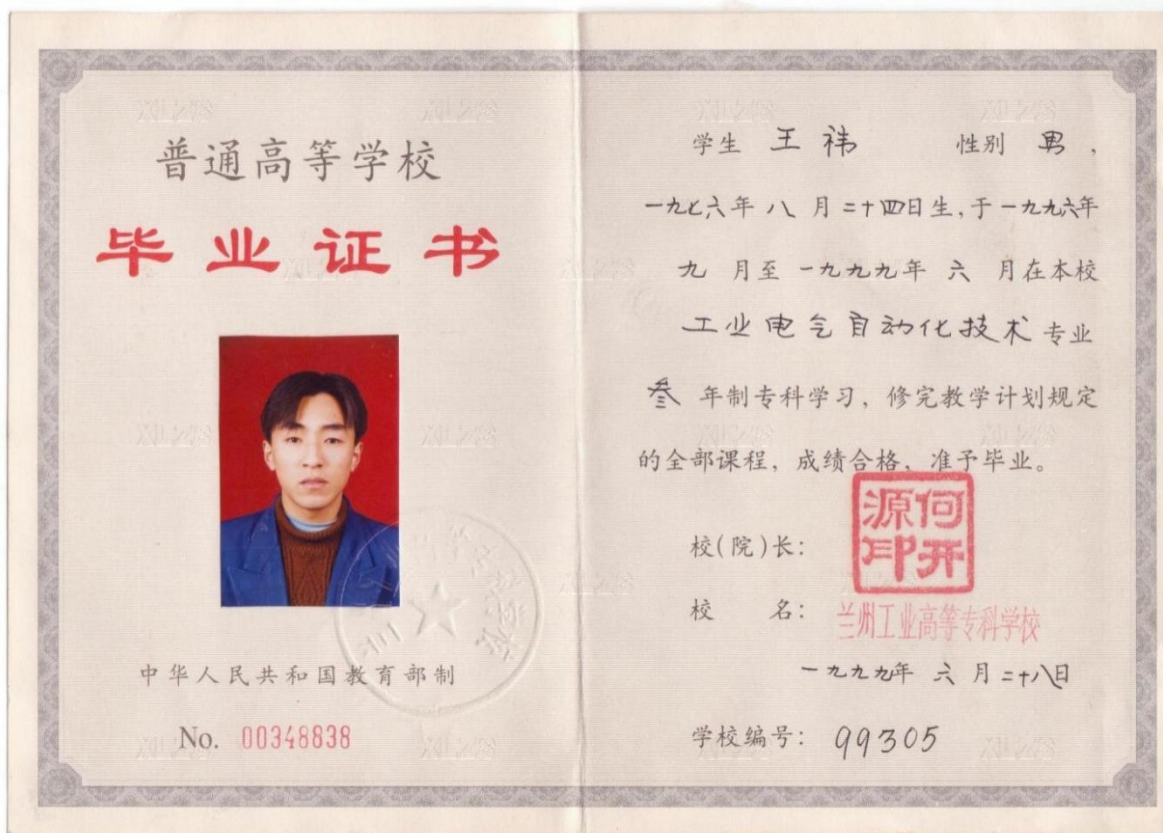 普通高等学校
毕业证书
中华人民共和国教育部制
No. 00348838
学生 王祎 性别 男,
一九七六年八月二十四日生,于一九九六年
九月至一九九九年六月在本校
工业电气自动化技术专业
叁年制专科学习,修完教学计划规定
的全部课程,成绩合格,准予毕业。
校(院)长:
何开源印
校名:兰州工业高等专科学校
一九九九年六月二十八日
学校编号:99305